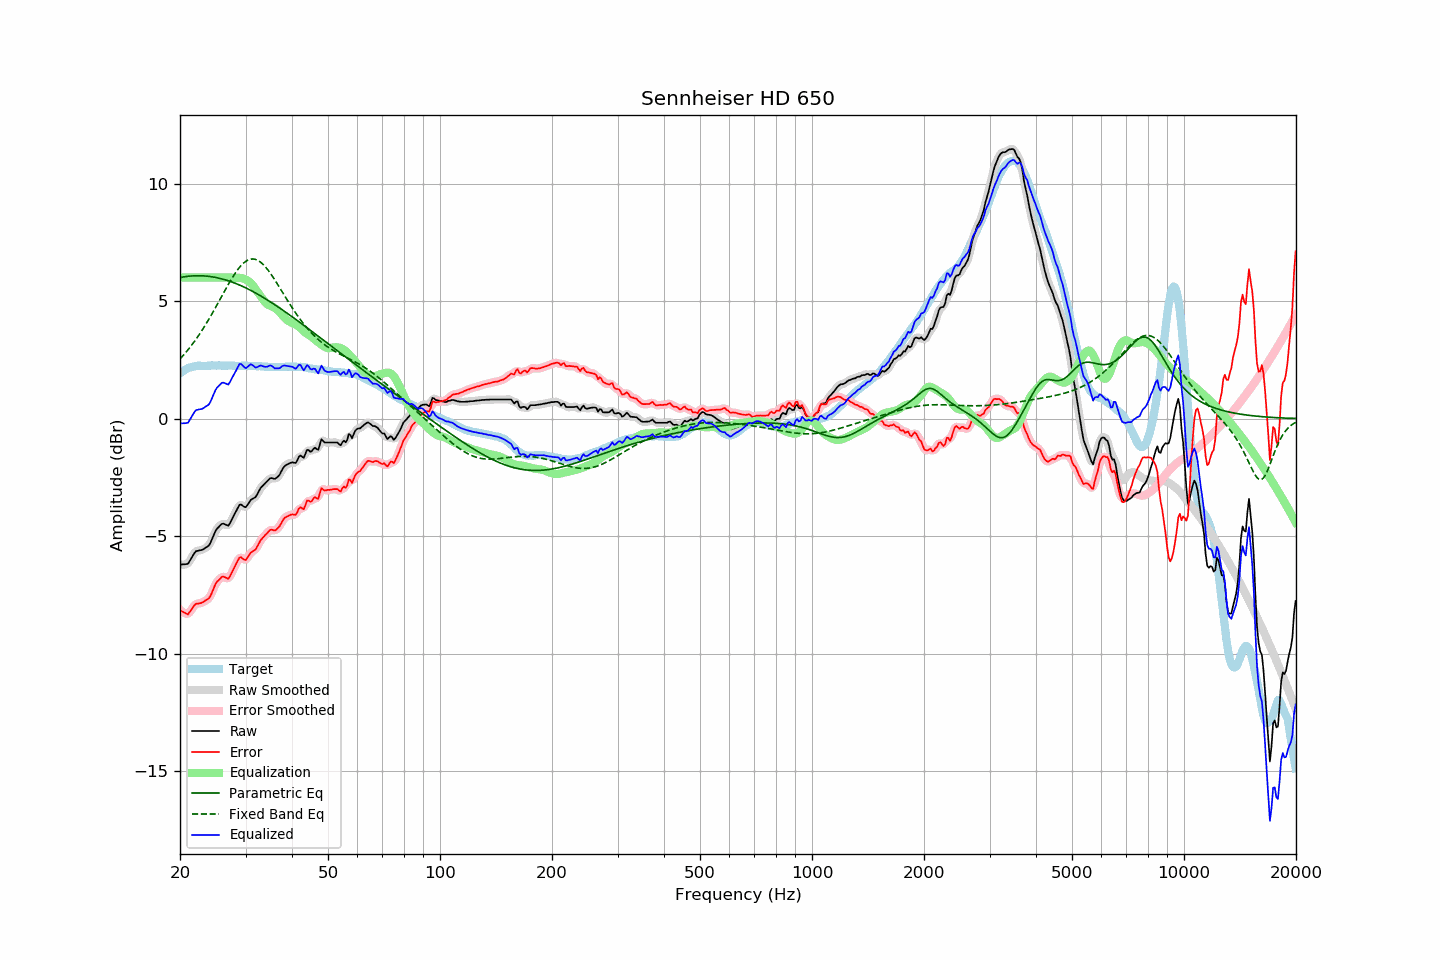 Sennheiser HD 650
Amplitude (dBr)
10
5
0
−5
−10
−15
Target
Raw Smoothed
Error Smoothed
Raw
Error
Equalization
Parametric Eq
Fixed Band Eq
Equalized
20 50 100 200 500 1000 2000 5000 10000 20000
Frequency (Hz)